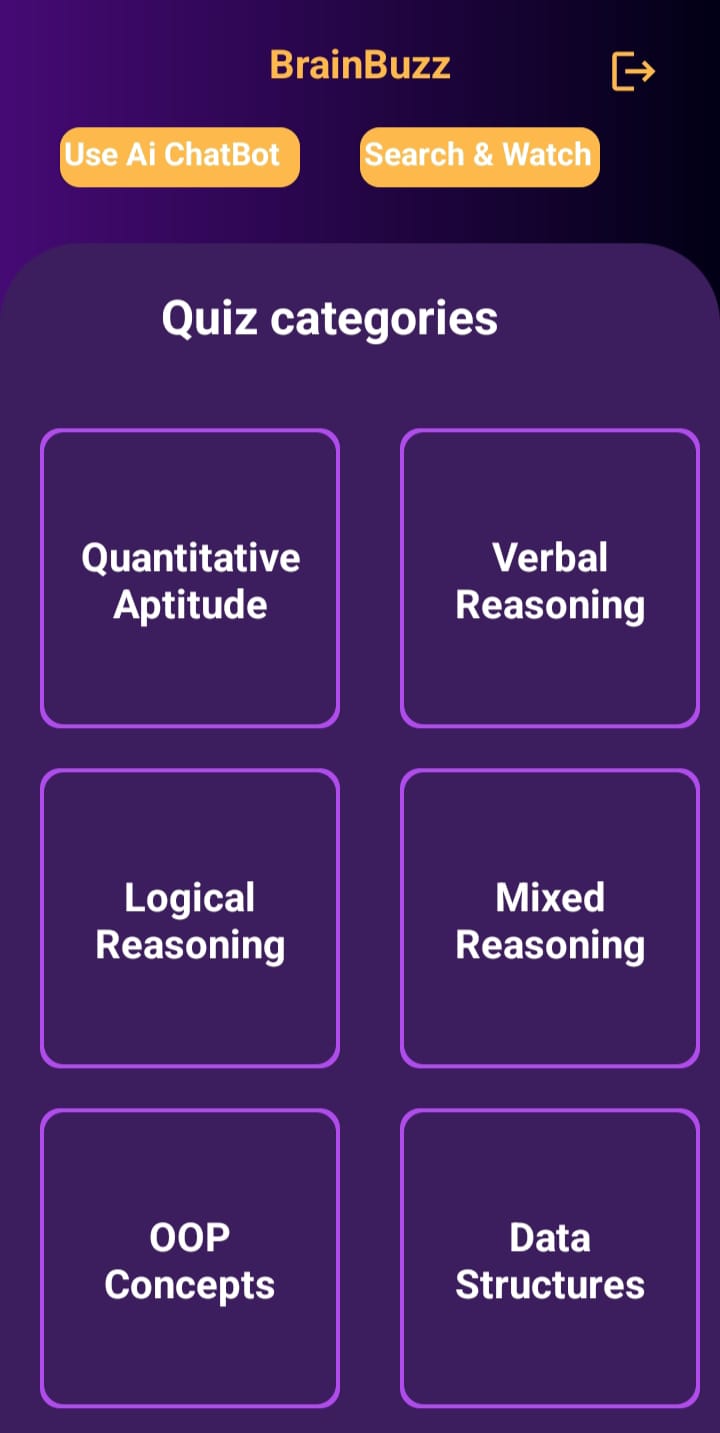 BrainBuzz
Use Ai ChatBot
Search & Watch
Quiz categories
Quantitative
Aptitude
Verbal
Reasoning
Logical
Reasoning
Mixed
Reasoning
OOP
Concepts
Data
Structures